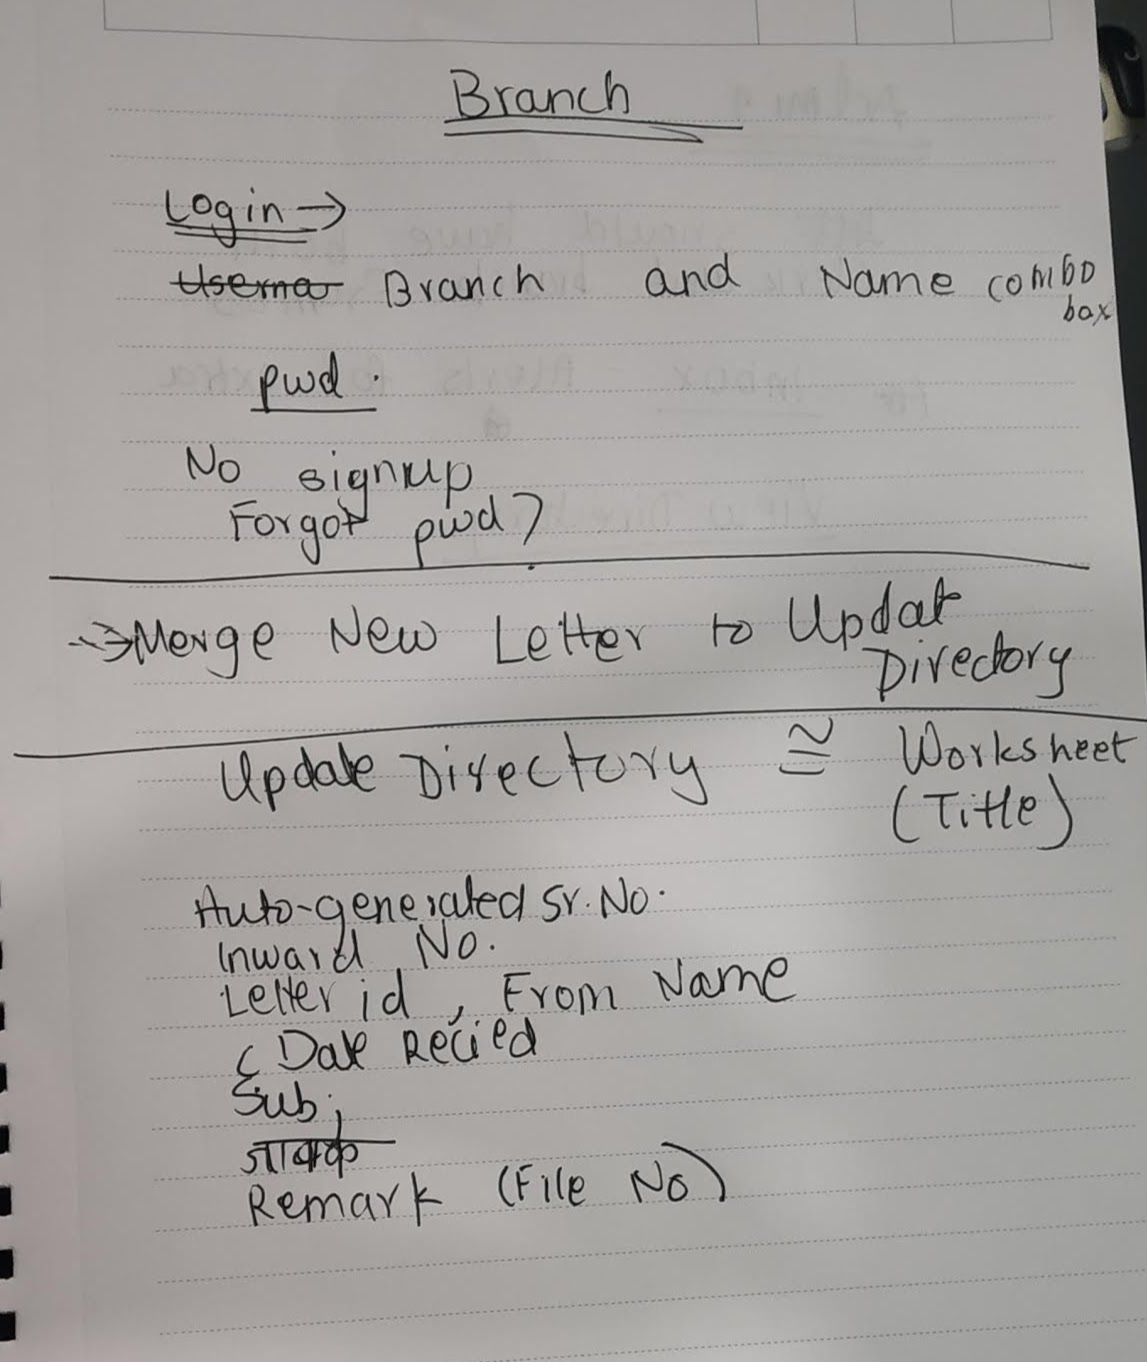 Branch
Login →
Userna Branch and Name combo
box
pwd.
No signup
Forgot pwd?
→ Merge New Letter to Updat
Directory
Update Directory ≅ Worksheet
(Title)
Auto-generated Sr. No.
Inward No.
Letter id, From Name
Date Recied
Sub;
जावक
Remark (File No)